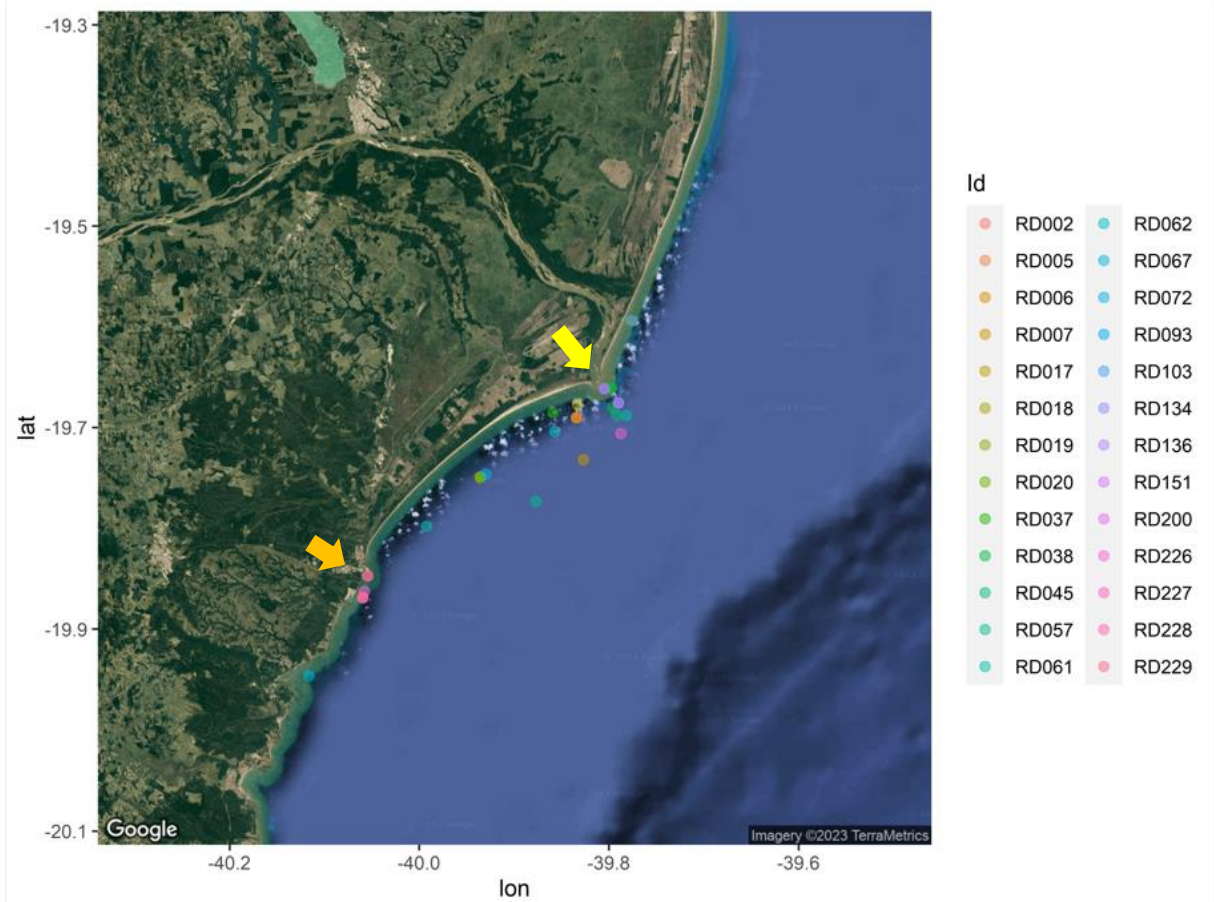 -19.3
-19.5
-19.7
-19.9
-20.1
lat
-40.2
-40.0
-39.8
-39.6
lon
Google
Imagery ©2023 TerraMetrics
Id
RD002 RD062
RD005 RD067
RD006 RD072
RD007 RD093
RD017 RD103
RD018 RD134
RD019 RD136
RD020 RD151
RD037 RD200
RD038 RD226
RD045 RD227
RD057 RD228
RD061 RD229